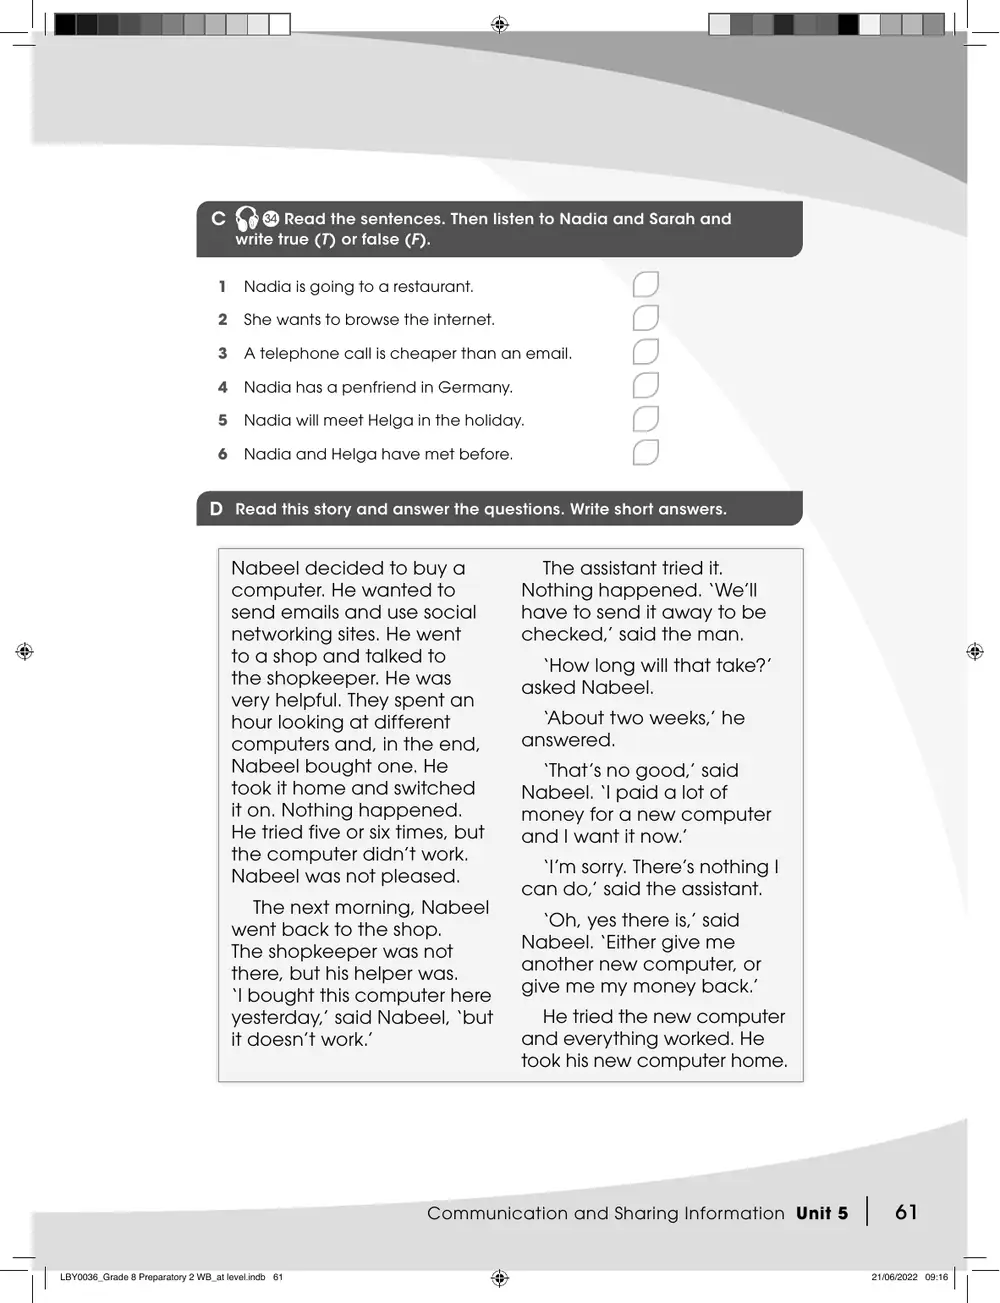 C 34 Read the sentences. Then listen to Nadia and Sarah and
write true (T) or false (F).
1 Nadia is going to a restaurant.
2 She wants to browse the internet.
3 A telephone call is cheaper than an email.
4 Nadia has a penfriend in Germany.
5 Nadia will meet Helga in the holiday.
6 Nadia and Helga have met before.
D Read this story and answer the questions. Write short answers.
Nabeel decided to buy a
computer. He wanted to
send emails and use social
networking sites. He went
to a shop and talked to
the shopkeeper. He was
very helpful. They spent an
hour looking at different
computers and, in the end,
Nabeel bought one. He
took it home and switched
it on. Nothing happened.
He tried five or six times, but
the computer didn’t work.
Nabeel was not pleased.
The next morning, Nabeel
went back to the shop.
The shopkeeper was not
there, but his helper was.
‘I bought this computer here
yesterday,’ said Nabeel, ‘but
it doesn’t work.’
The assistant tried it.
Nothing happened. ‘We’ll
have to send it away to be
checked,’ said the man.
‘How long will that take?’
asked Nabeel.
‘About two weeks,’ he
answered.
‘That’s no good,’ said
Nabeel. ‘I paid a lot of
money for a new computer
and I want it now.’
‘I’m sorry. There’s nothing I
can do,’ said the assistant.
‘Oh, yes there is,’ said
Nabeel. ‘Either give me
another new computer, or
give me my money back.’
He tried the new computer
and everything worked. He
took his new computer home.
Communication and Sharing Information Unit 5 61
LBY0036_Grade 8 Preparatory 2 WB_at level.indb 61 21/06/2022 09:16